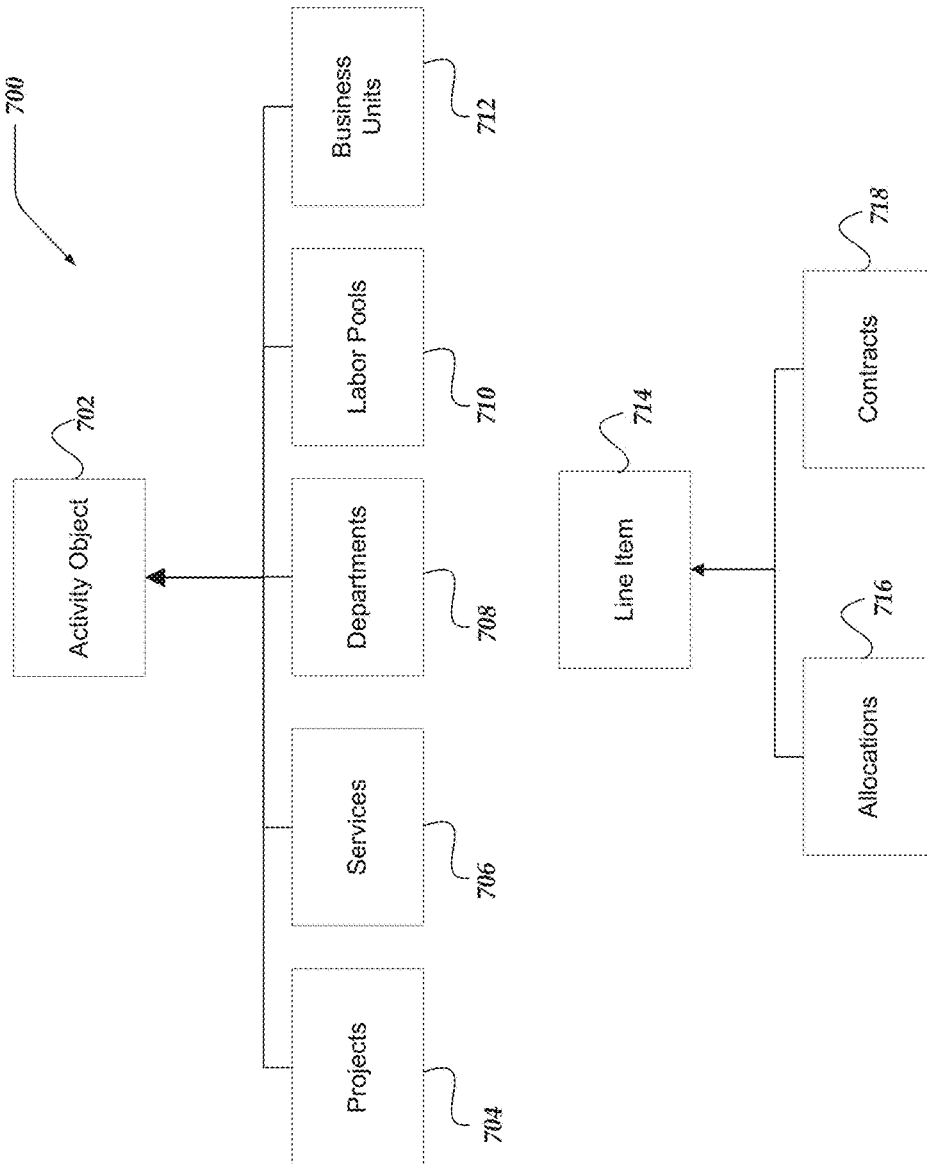 700
Activity Object
702
Projects
704
Services
706
Departments
708
Labor Pools
710
Business
Units
712
Line Item
714
Allocations
716
Contracts
718